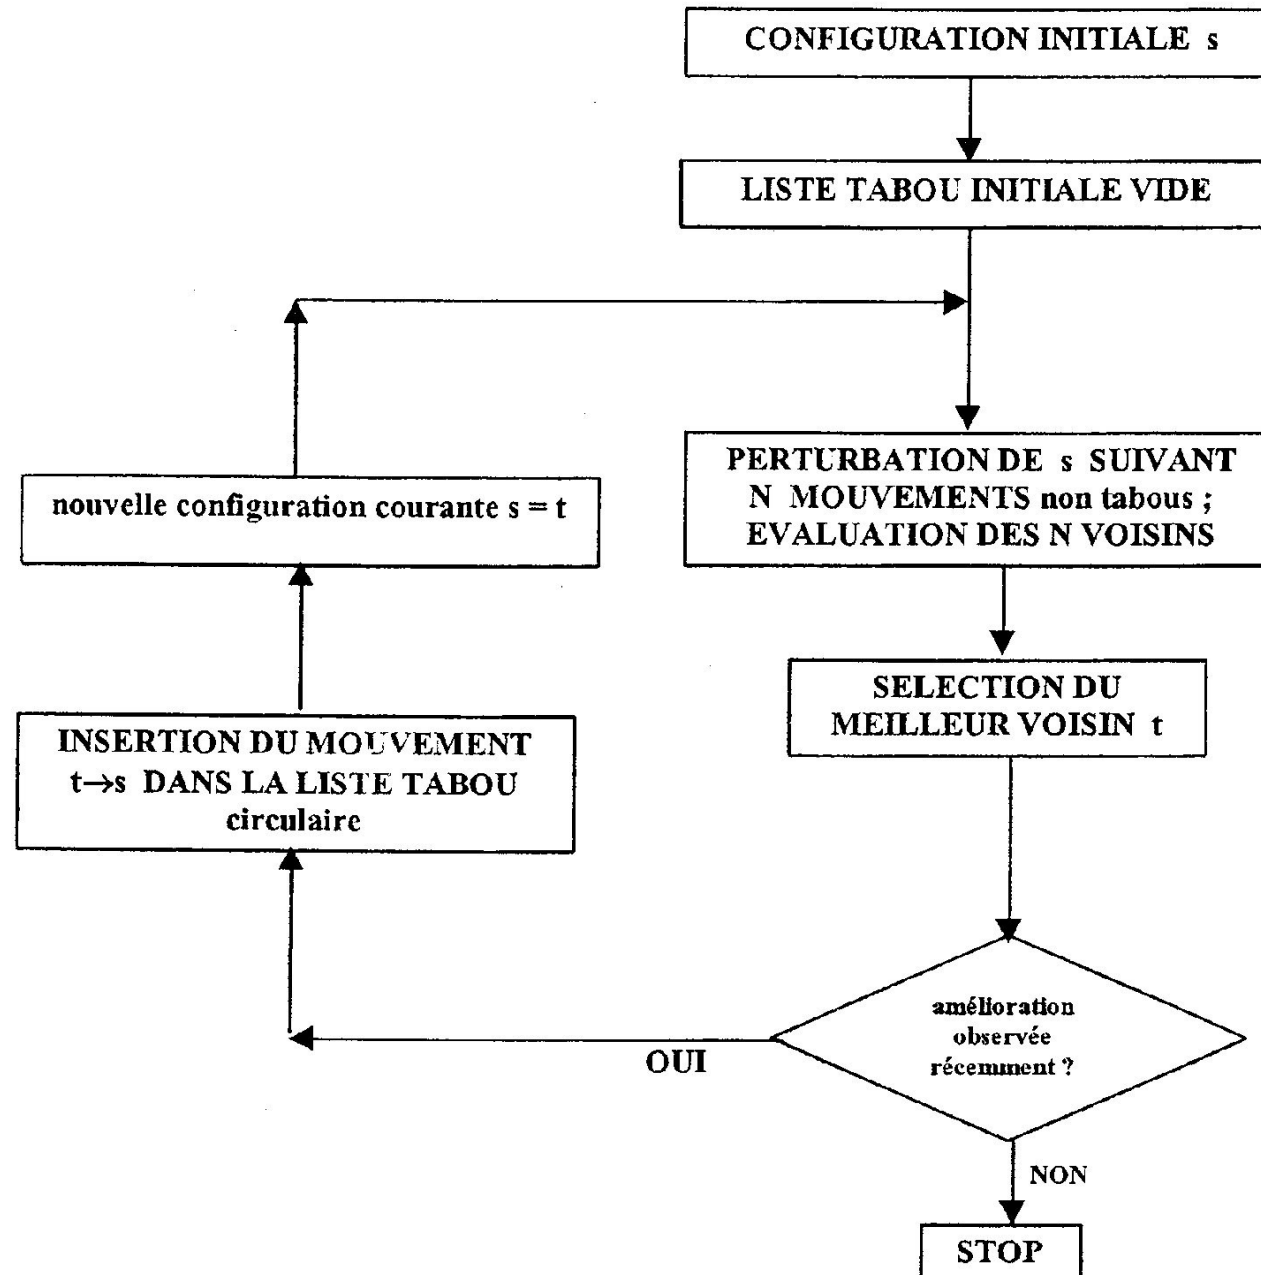 CONFIGURATION INITIALE s
LISTE TABOU INITIALE VIDE
PERTURBATION DE s SUIVANT
N MOUVEMENTS non tabous ;
EVALUATION DES N VOISINS
nouvelle configuration courante s = t
SELECTION DU
MEILLEUR VOISIN t
INSERTION DU MOUVEMENT
t→s DANS LA LISTE TABOU
circulaire
amélioration
observée
récemment ?
OUI
NON
STOP